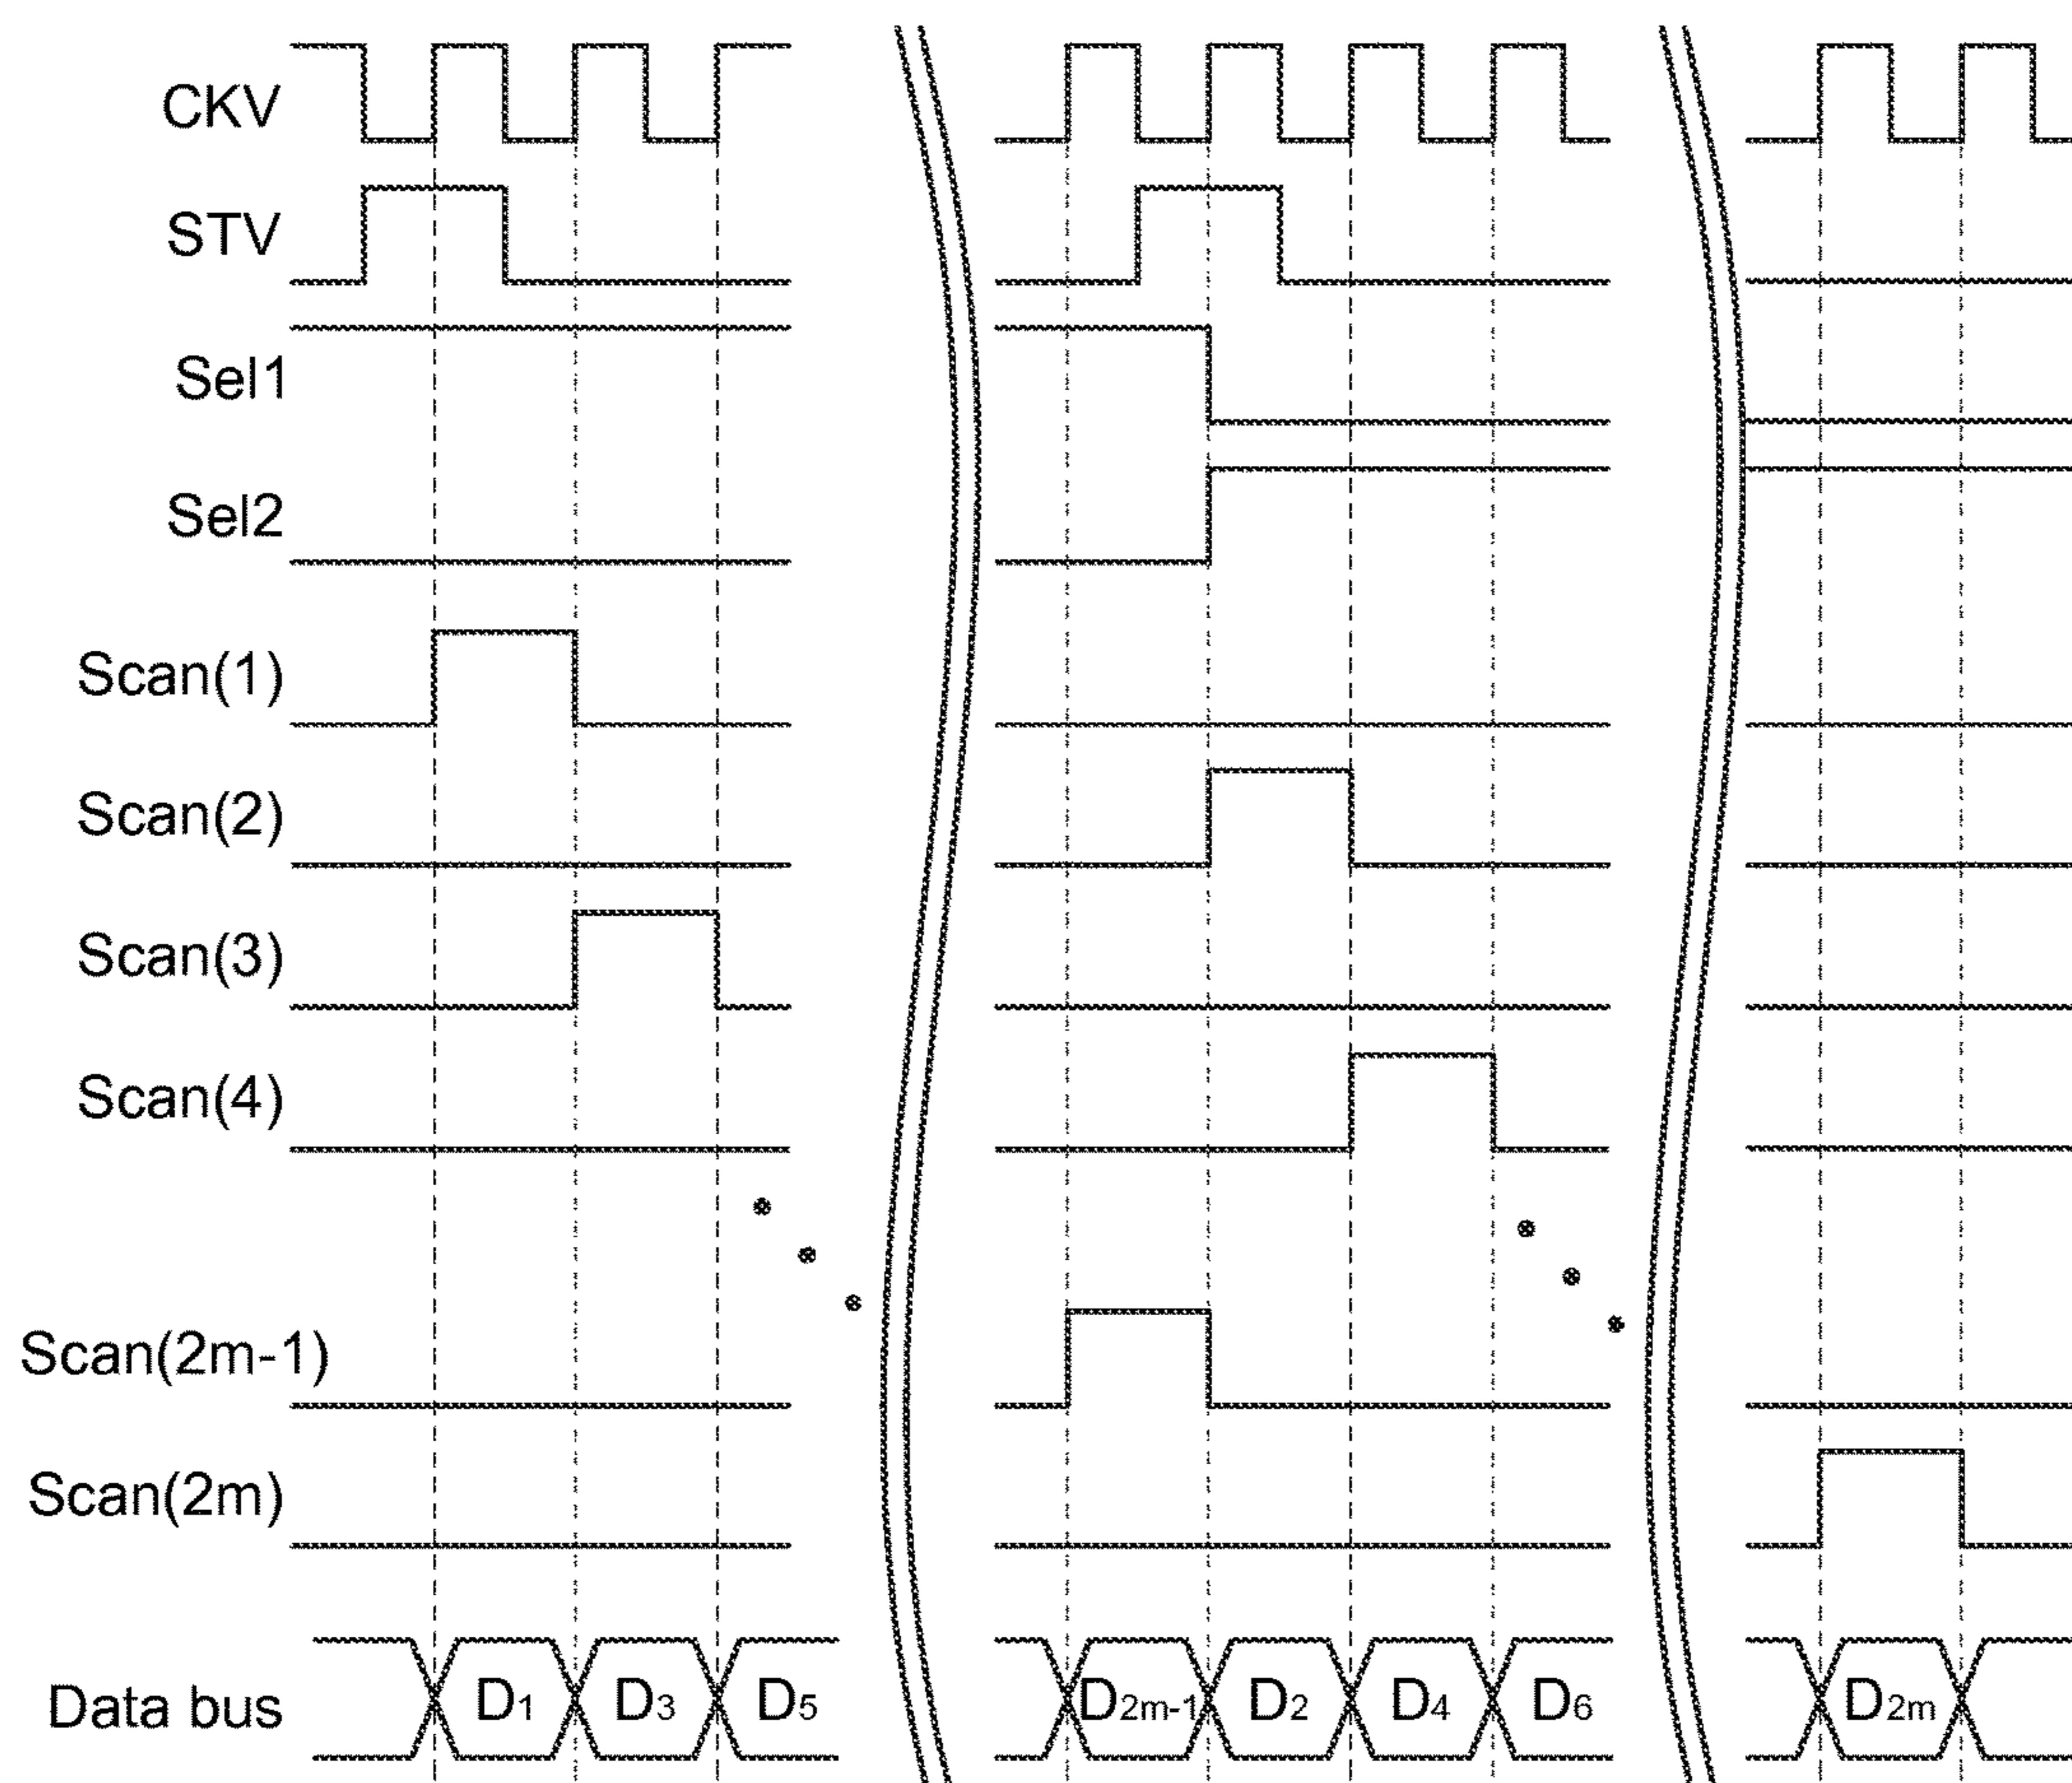 CKV
STV
Sel1
Sel2
Scan(1)
Scan(2)
Scan(3)
Scan(4)
Scan(2m-1)
Scan(2m)
Data bus D1 D3 D5 D2m-1 D2 D4 D6 D2m